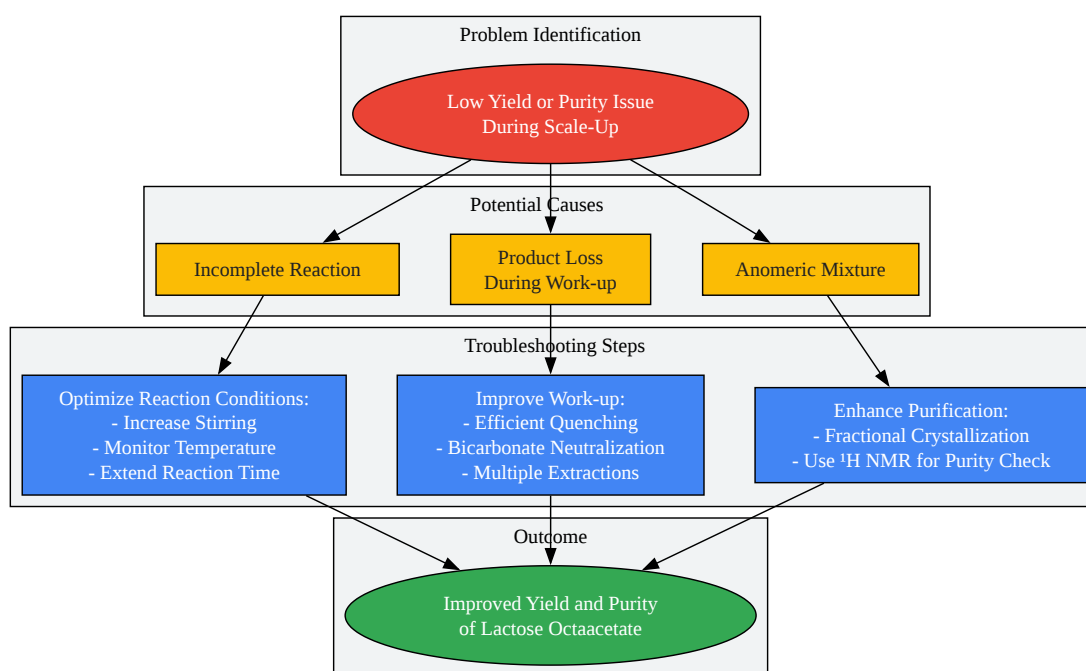 Problem Identification
Low Yield or Purity Issue
During Scale-Up
Potential Causes
Incomplete Reaction
Product Loss
During Work-up
Anomeric Mixture
Troubleshooting Steps
Optimize Reaction Conditions:
- Increase Stirring
- Monitor Temperature
- Extend Reaction Time
Improve Work-up:
- Efficient Quenching
- Bicarbonate Neutralization
- Multiple Extractions
Enhance Purification:
- Fractional Crystallization
- Use ¹H NMR for Purity Check
Outcome
Improved Yield and Purity
of Lactose Octaacetate